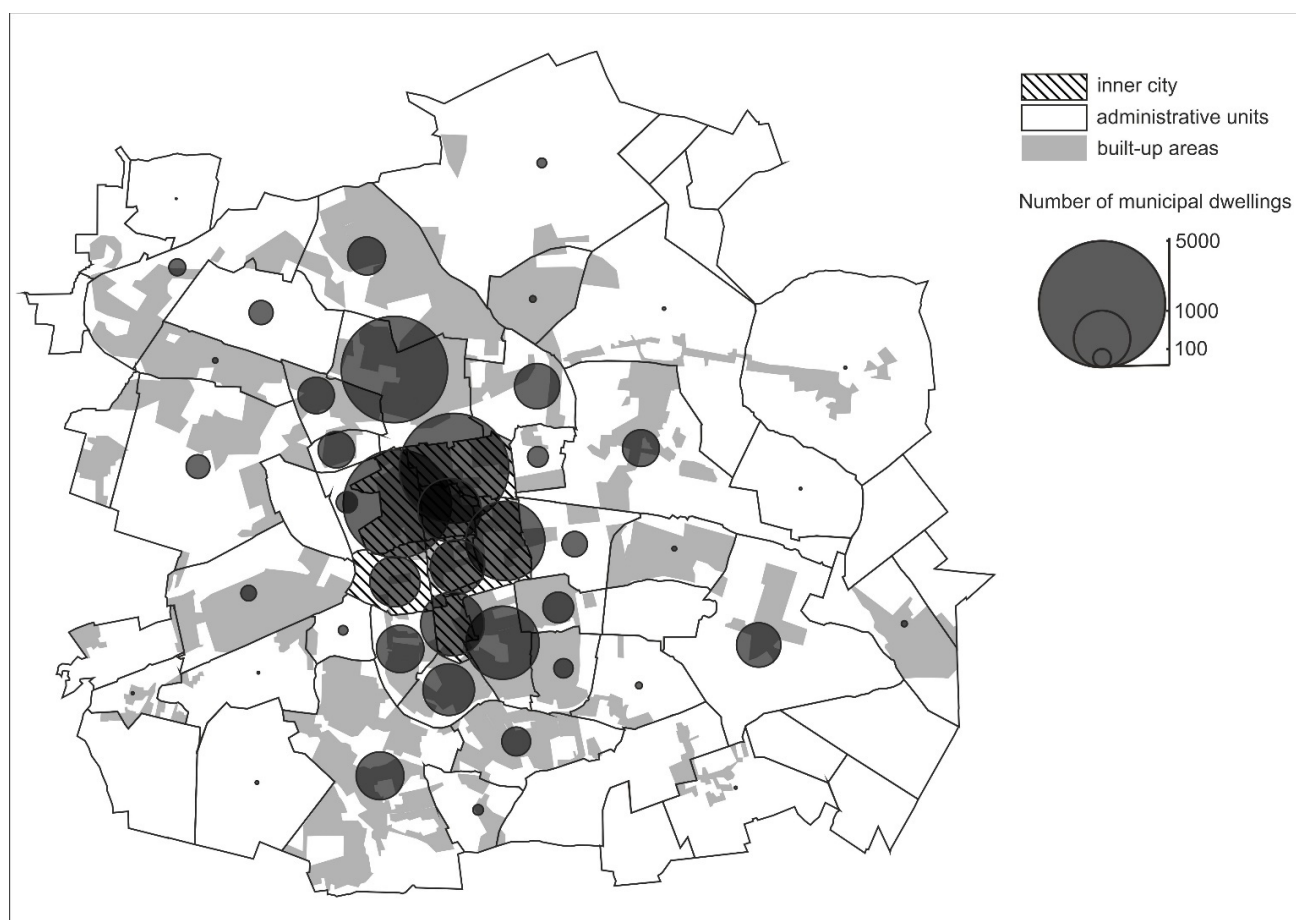 inner city
administrative units
built-up areas
Number of municipal dwellings
5000
1000
100